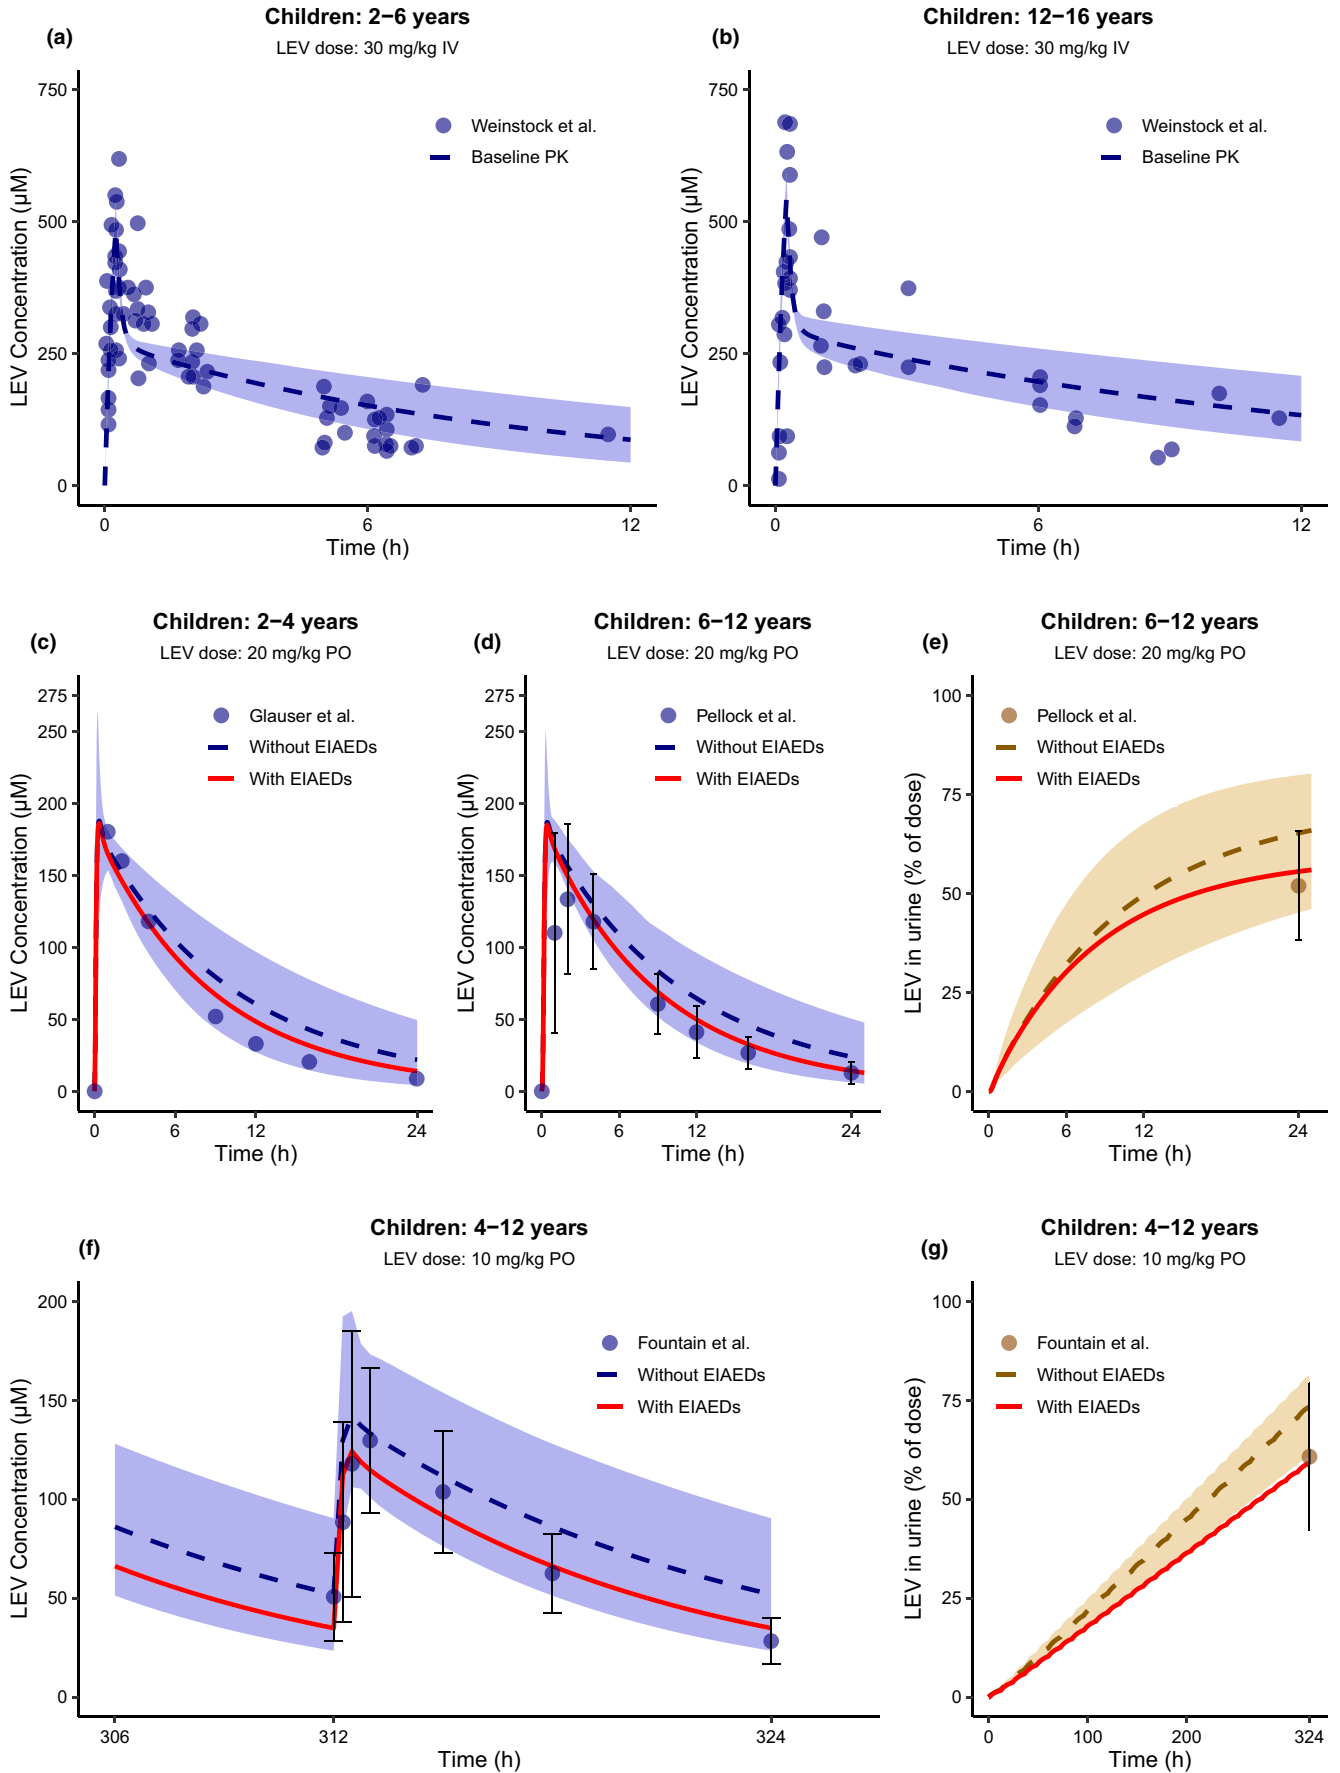 Children: 2−6 years
(a)
LEV dose: 30 mg/kg IV
LEV Concentration (µM)
750
500
250
0
Weinstock et al.
Baseline PK
0 6 12
Time (h)
Children: 12−16 years
(b)
LEV dose: 30 mg/kg IV
LEV Concentration (µM)
750
500
250
0
Weinstock et al.
Baseline PK
0 6 12
Time (h)
(c)
Children: 2−4 years
LEV dose: 20 mg/kg PO
LEV Concentration (µM)
275
250
200
150
100
50
0
Glauser et al.
Without EIAEDs
With EIAEDs
0 6 12 24
Time (h)
(d)
Children: 6−12 years
LEV dose: 20 mg/kg PO
LEV Concentration (µM)
275
250
200
150
100
50
0
Pellock et al.
Without EIAEDs
With EIAEDs
0 6 12 24
Time (h)
(e)
Children: 6−12 years
LEV dose: 20 mg/kg PO
LEV in urine (% of dose)
100
75
50
25
0
Pellock et al.
Without EIAEDs
With EIAEDs
0 6 12 24
Time (h)
(f)
Children: 4−12 years
LEV dose: 10 mg/kg PO
LEV Concentration (µM)
200
150
100
50
0
Fountain et al.
Without EIAEDs
With EIAEDs
306 312 324
Time (h)
(g)
Children: 4−12 years
LEV dose: 10 mg/kg PO
LEV in urine (% of dose)
100
75
50
25
0
Fountain et al.
Without EIAEDs
With EIAEDs
0 100 200 324
Time (h)